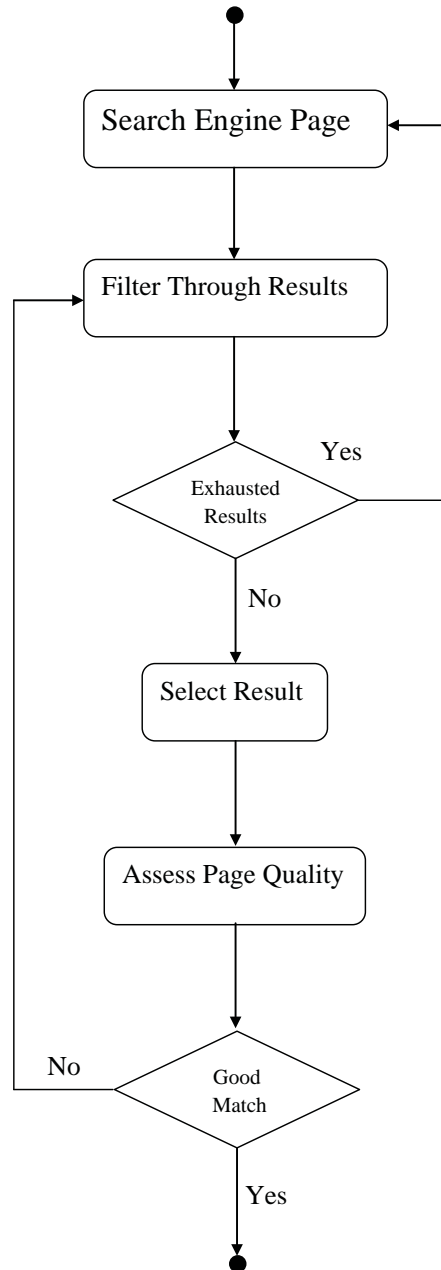 Search Engine Page
Filter Through Results
Yes
Exhausted
Results
No
Select Result
Assess Page Quality
No
Good
Match
Yes